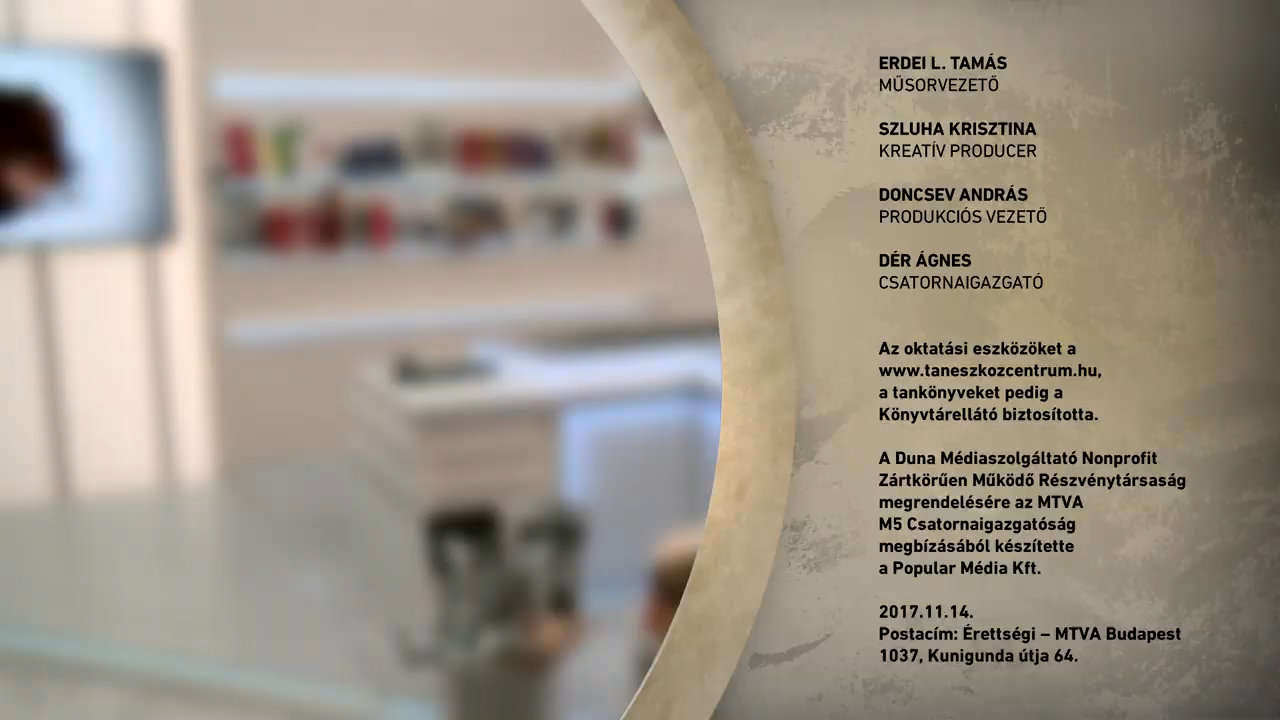 ERDEI L. TAMÁS
MŰSORVEZETŐ
SZLUHA KRISZTINA
KREATÍV PRODUCER
DONCSEV ANDRÁS
PRODUKCIÓS VEZETŐ
DÉR ÁGNES
CSATORNAIGAZGATÓ
Az oktatási eszközöket a
www.taneszkozcentrum.hu,
a tankönyveket pedig a
Könyvtárellátó biztosította.
A Duna Médiaszolgáltató Nonprofit
Zártkörűen Működő Részvénytársaság
megrendelésére az MTVA
M5 Csatornaigazgatóság
megbízásából készítette
a Popular Média Kft.
2017.11.14.
Postacím: Érettségi – MTVA Budapest
1037, Kunigunda útja 64.